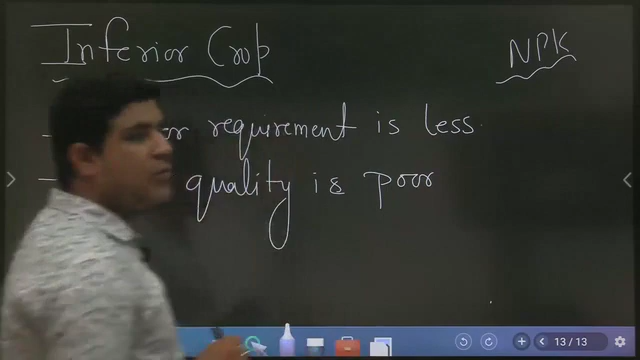 Inferior Crop
NPK
requirement is less
quality is poor
13 / 13